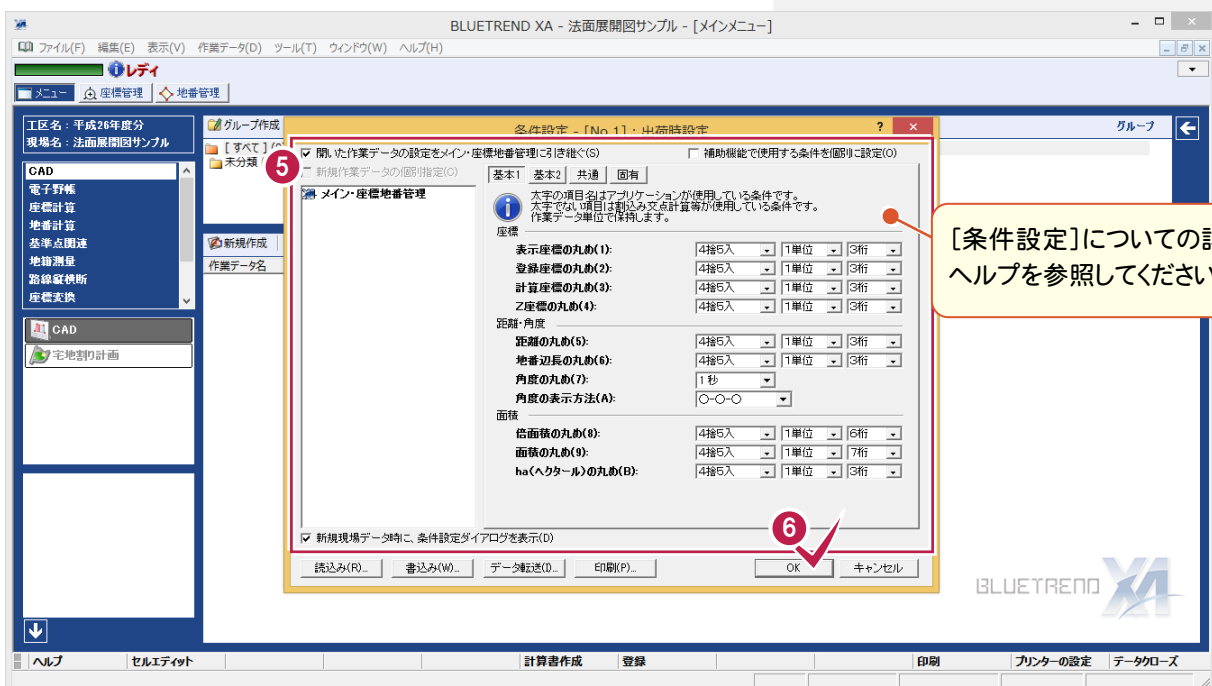 BLUETREND XA - 法面展開図サンプル - [メインメニュー]
ファイル(F) 編集(E) 表示(V) 作業データ(D) ツール(T) ウィンドウ(W) ヘルプ(H)
レディ
メニュー 座標管理 地番管理
工区名：平成26年度分
現場名：法面展開図サンプル
グループ作成
グループ
[すべて]
未分類
CAD
電子野帳
座標計算
地番計算
基準点関連
地籍測量
路線縦横断
座標変換
CAD
宅地割り計画
新規作成
作業データ名
条件設定 - [No.1]：出荷時設定
5
開いた作業データの設定をメイン・座標地番管理に引き継ぐ(S)
補助機能で使用する条件を個別に設定(O)
新規作業データの個別指定(C)
メイン・座標地番管理
基本1 基本2 共通 固有
太字の項目名はアプリケーションが使用している条件です。
太字でない項目は割込み交点計算等が使用している条件です。
作業データ単位で保持します。
座標
表示座標の丸め(1): 4捨5入 1単位 3桁
登録座標の丸め(2): 4捨5入 1単位 3桁
計算座標の丸め(3): 4捨5入 1単位 3桁
Z座標の丸め(4): 4捨5入 1単位 3桁
距離・角度
距離の丸め(5): 4捨5入 1単位 3桁
地番辺長の丸め(6): 4捨5入 1単位 3桁
角度の丸め(7): 1秒
角度の表示方法(A): ○-○-○
面積
倍面積の丸め(8): 4捨5入 1単位 6桁
面積の丸め(9): 4捨5入 1単位 7桁
ha(ヘクタール)の丸め(B): 4捨5入 1単位 3桁
新規現場データ時に、条件設定ダイアログを表示(D)
6
読込み(R)... 書込み(W)... データ転送(I)... 印刷(P)... OK キャンセル
[条件設定]についての
ヘルプを参照してください
BLUETREND XA
ヘルプ セルエディット 計算書作成 登録 印刷 プリンターの設定 データクローズ